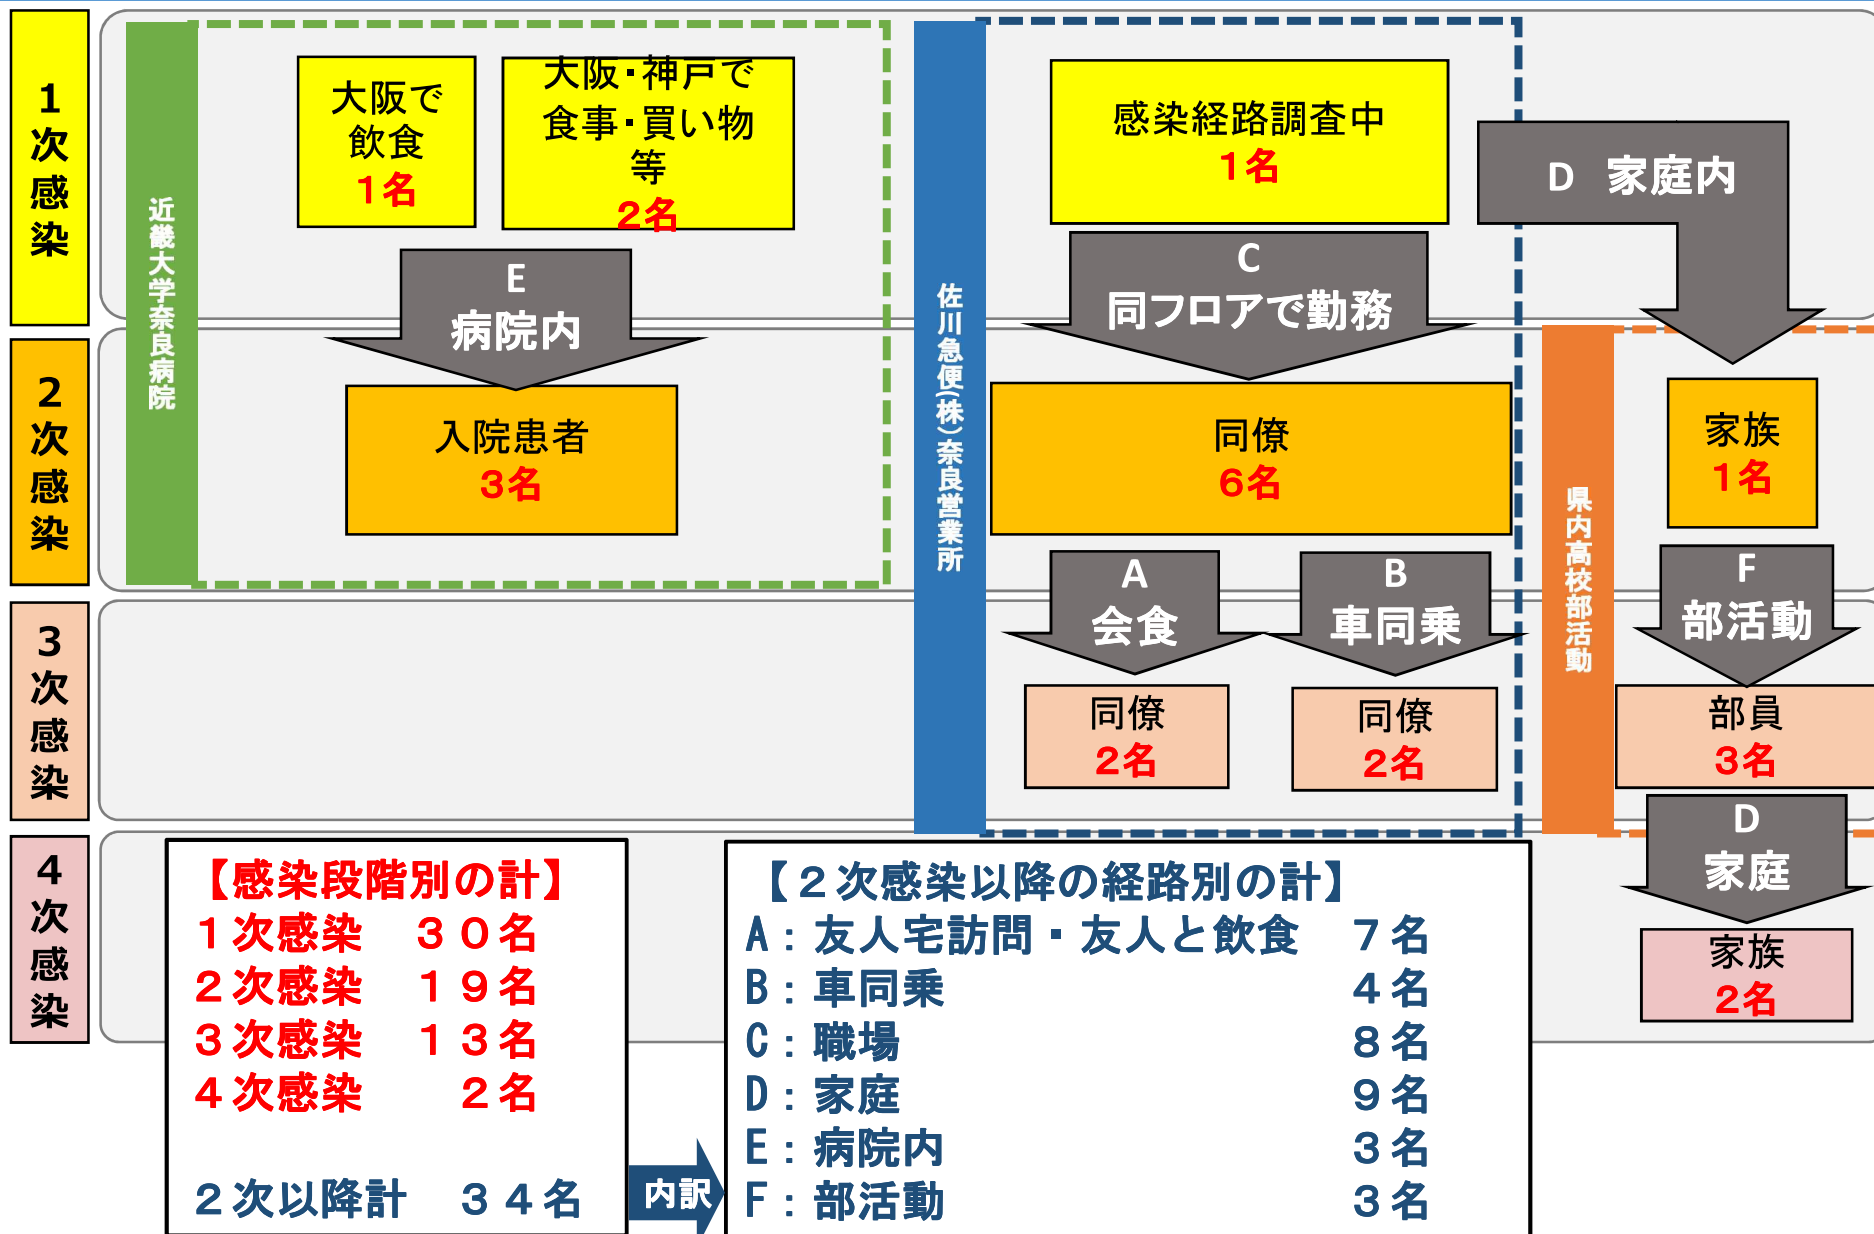 1次感染
近畿大学奈良病院
大阪で
飲食
1名
大阪・神戸で
食事・買い物
等
2名
E
病院内
佐川急便(株)奈良営業所
感染経路調査中
1名
C
同フロアで勤務
D 家庭内
2次感染
入院患者
3名
同僚
6名
県内高校部活動
家族
1名
A
会食
B
車同乗
F
部活動
3次感染
同僚
2名
同僚
2名
部員
3名
D
家庭
4次感染
家族
2名
【感染段階別の計】
1次感染 30名
2次感染 19名
3次感染 13名
4次感染 2名
2次以降計 34名
内訳
【2次感染以降の経路別の計】
A:友人宅訪問・友人と飲食 7名
B:車同乗 4名
C:職場 8名
D:家庭 9名
E:病院内 3名
F:部活動 3名